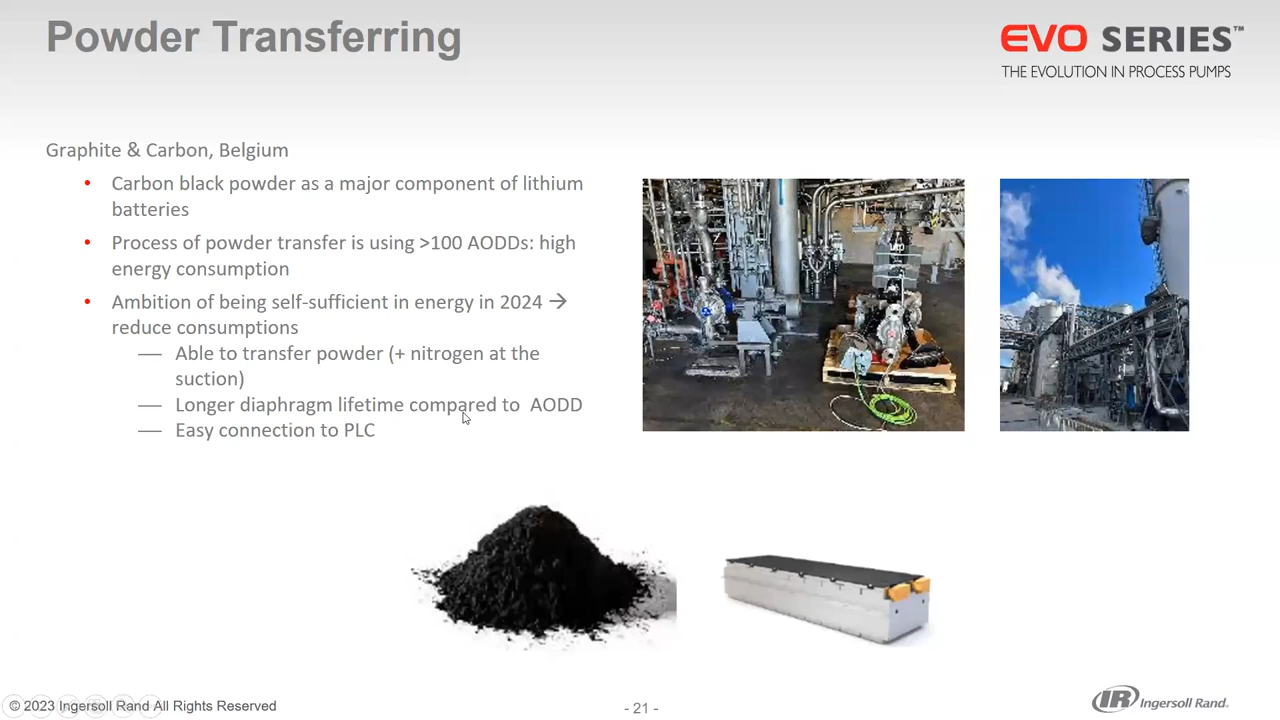 Powder Transferring
EVO SERIES™
THE EVOLUTION IN PROCESS PUMPS
Graphite & Carbon, Belgium
• Carbon black powder as a major component of lithium
batteries
• Process of powder transfer is using >100 AODDs: high
energy consumption
• Ambition of being self-sufficient in energy in 2024 →
reduce consumptions
— Able to transfer powder (+ nitrogen at the
suction)
— Longer diaphragm lifetime compared to  AODD
— Easy connection to PLC
© 2023 Ingersoll Rand All Rights Reserved
- 21 -
IR Ingersoll Rand.